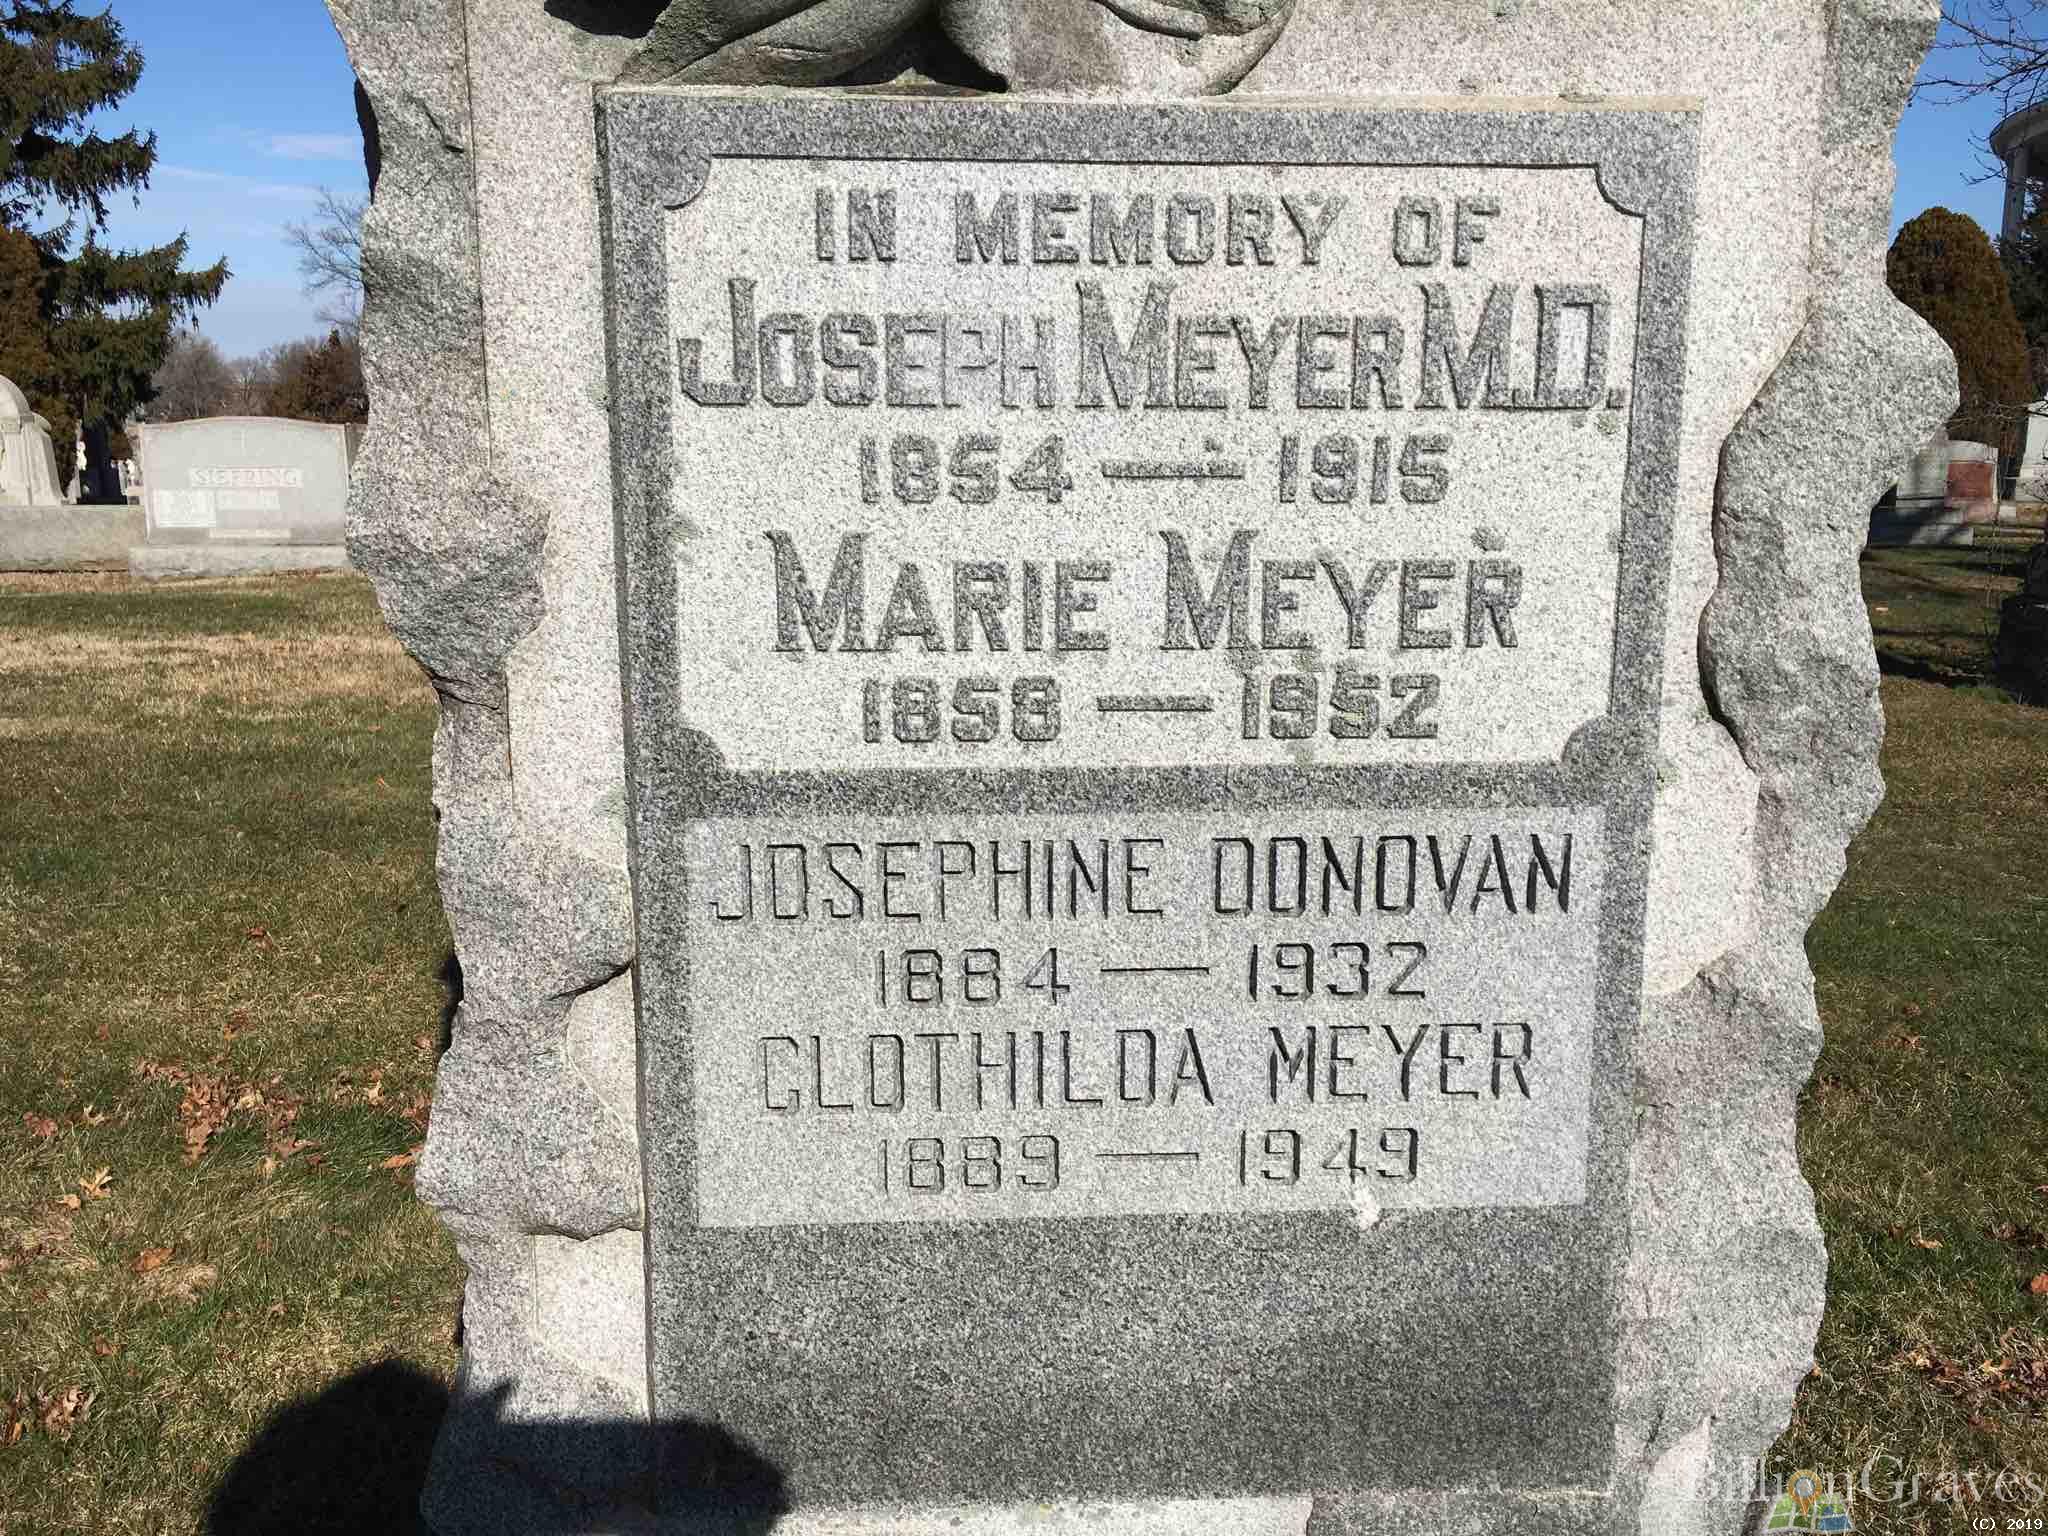 IN MEMORY OF
JOSEPH MEYER M.D.
1854 — 1915
MARIE MEYER
1858 — 1952
JOSEPHINE DONOVAN
1884 — 1932
CLOTHILDA MEYER
1889 — 1949
BillionGraves
(C) 2019